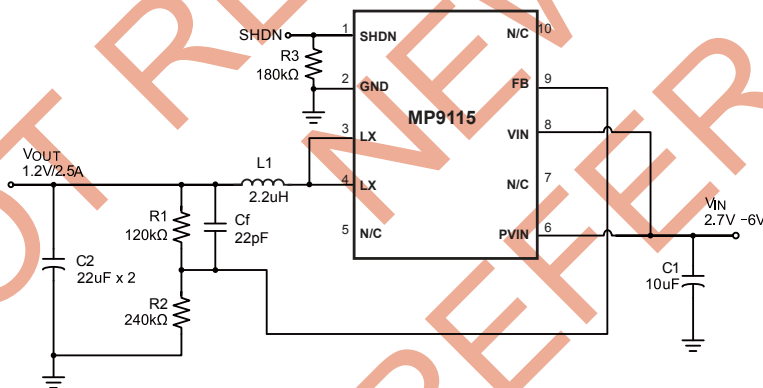 SHDN
R3
180kΩ
1 SHDN
2 GND
3 LX
4 LX
5 N/C
MP9115
N/C 10
FB 9
VIN 8
N/C 7
PVIN 6
VOUT
1.2V/2.5A
L1
2.2uH
R1
120kΩ
Cf
22pF
C2
22uF x 2
R2
240kΩ
VIN
2.7V -6V
C1
10uF
NEW
REFER